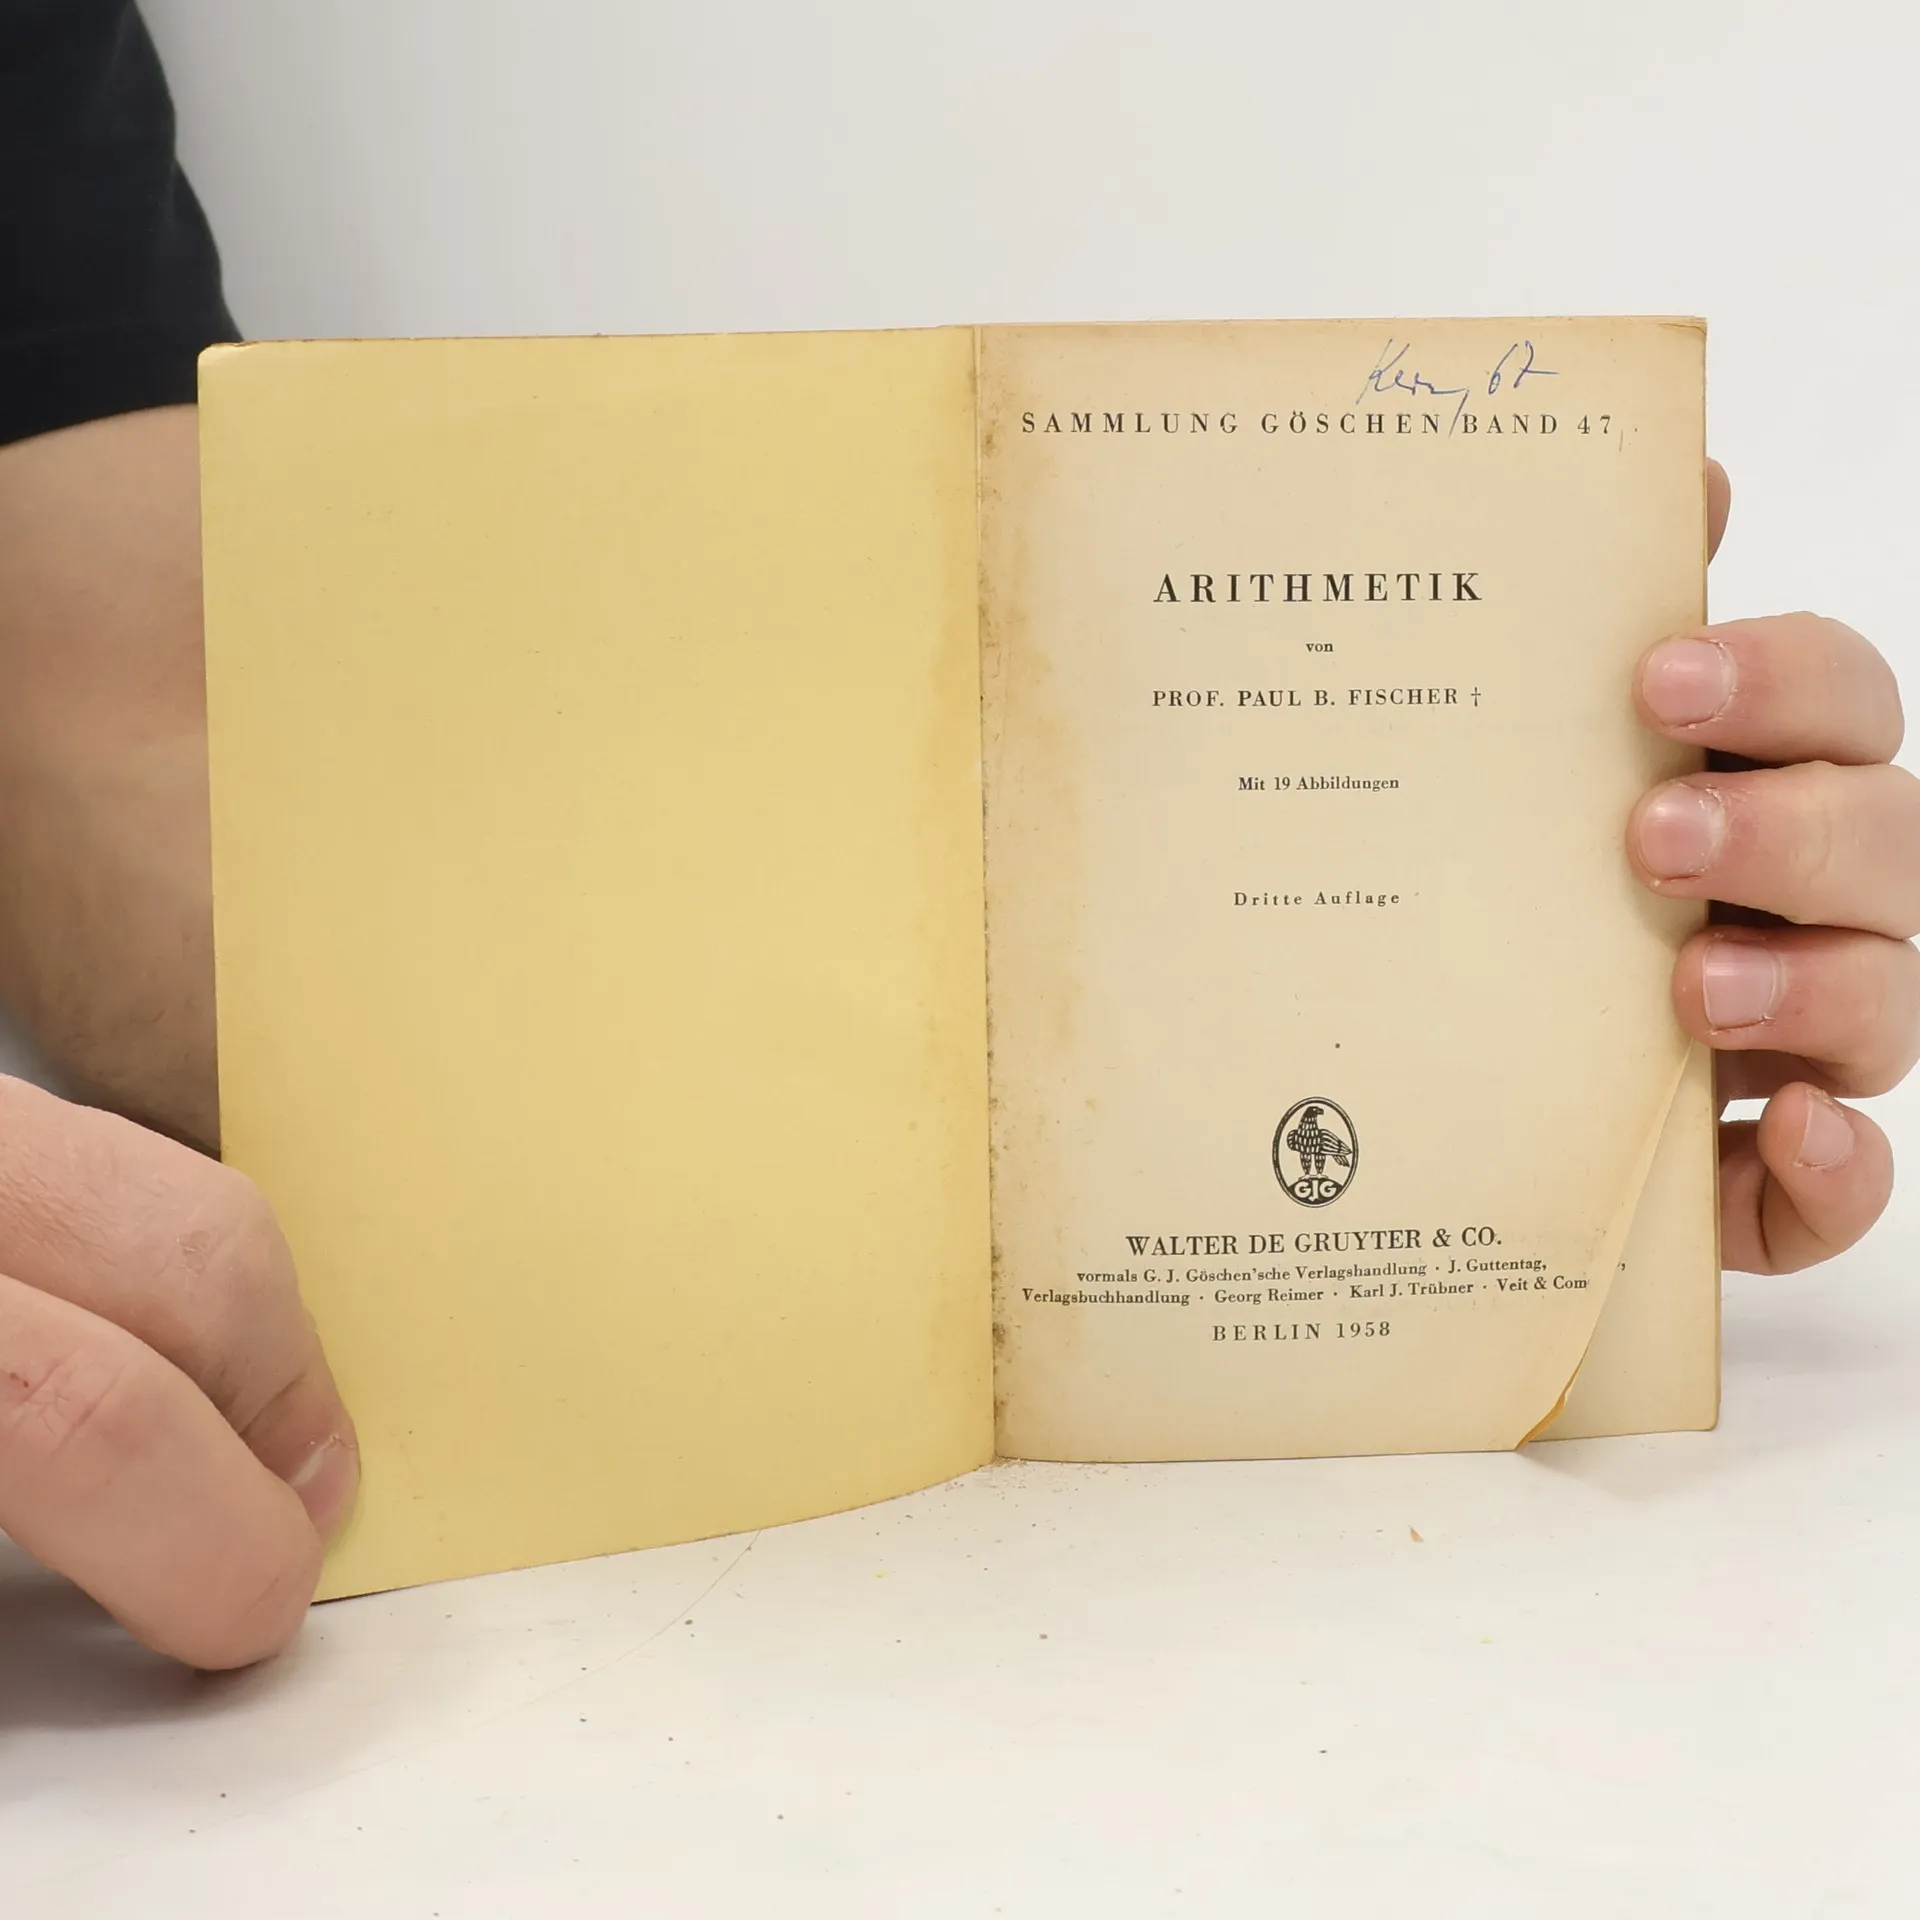 SAMMLUNG GÖSCHEN BAND 47
ARITHMETIK
von
PROF. PAUL B. FISCHER †
Mit 19 Abbildungen
Dritte Auflage
GJG
WALTER DE GRUYTER & CO.
vormals G. J. Göschen'sche Verlagshandlung · J. Guttentag,
Verlagsbuchhandlung · Georg Reimer · Karl J. Trübner · Veit & Com
BERLIN 1958